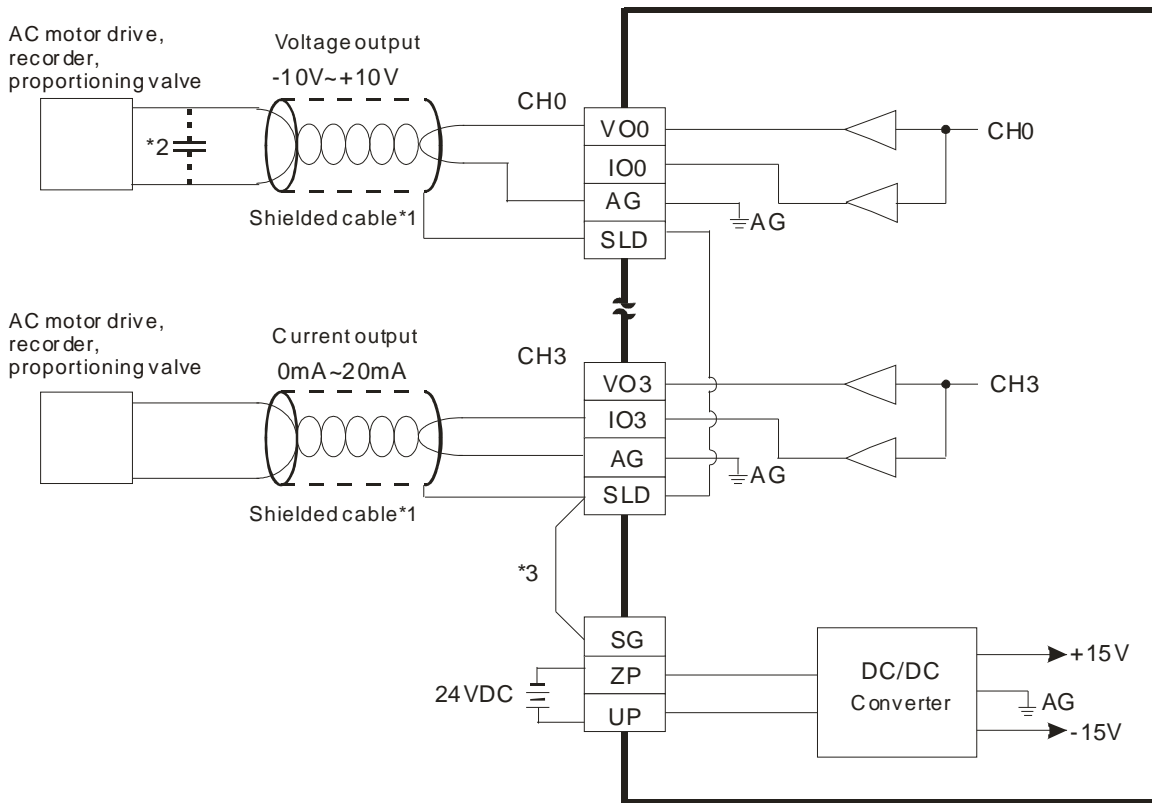 AC motor drive,
recorder,
proportioning valve
Voltage output
-10V~+10V
CH0
*2
Shielded cable*1
VO0
IO0
AG
SLD
AG
CH0
AC motor drive,
recorder,
proportioning valve
Current output
0mA~20mA
CH3
Shielded cable*1
VO3
IO3
AG
SLD
AG
CH3
*3
SG
ZP
UP
24VDC
DC/DC
Converter
+15V
AG
-15V